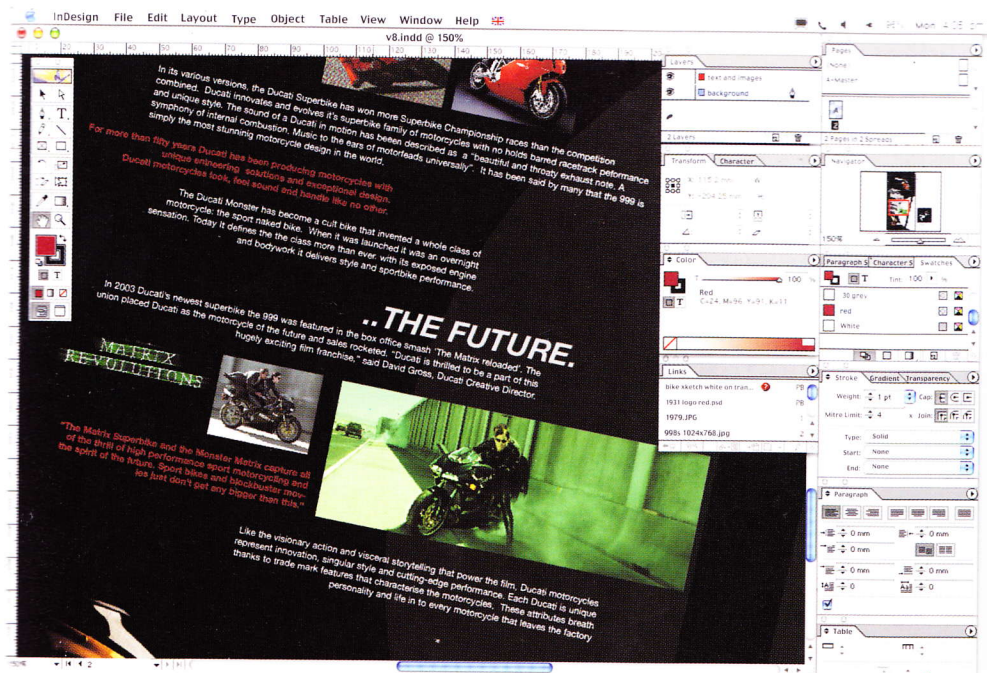 InDesign File Edit Layout Type Object Table View Window Help
v8.indd @ 150%
In its various versions, the Ducati Superbike has won more Superbike Championship races than the competition
combined. Ducati innovates and evolves it's superbike family of motorcycles with no holds barred racetrack peformance
and unique style. The sound of a Ducati in motion has been described as a "beautiful and throaty exhaust note. A
symphony of internal combustion. Music to the ears of motorheads universally". It has been said by many that the 999 is
simply the most stunninig motorcycle design in the world.
For more than fifty years Ducati has been producing motorcycles with
unique enineering solutions and exceptional design.
Ducati motorcycles look, feel sound and handle like no other.
The Ducati Monster has become a cult bike that invented a whole class of
motorcycle: the sport naked bike. When it was launched it was an overnight
sensation. Today It defines the the class more than ever. with its exposed engine
and bodywork it delivers style and sportbike performance.
..THE FUTURE.
In 2003 Ducati's newest superbike the 999 was featured in the box office smash 'The Matrix reloaded'. The
union placed Ducati as the motorcycle of the future and sales rocketed. "Ducati is thrilled to be a part of this
hugely exciting film franchise," said David Gross, Ducati Creative Director.
MATRIX
REVOLUTIONS
"The Matrix Superbike and the Monster Matrix capture all
of the thrill of high performance sport motorcycling and
the spirit of the future. Sport bikes and blockbuster mov-
ies just don't get any bigger than this."
Like the visionary action and visceral storytelling that power the film, Ducati motorcycles
represent innovation, singular style and cutting-edge performance. Each Ducati is unique
thanks to trade mark features that characterise the motorcycles. These attributes breath
personality and life in to every motorcycle that leaves the factory
Layers
text and images
background
2 Layers
Transform Character
Color
T 100 %
Red
C=24, M=96, Y=91, K=11
Links
bike xketch white on tran... PB
1931 logo red.psd PB
1979.JPG
998s 1024x768.jpg 2
Pages
[None]
A-Master
2
2 Pages in 2 Spreads
Navigator
150%
Paragraph S Character S Swatches
Tint: 100 %
30 grey
red
White
Stroke Gradient Transparency
Weight: 1 pt Cap:
Mitre Limit: 4 x Join:
Type: Solid
Start: None
End: None
Paragraph
0 mm 0 mm
0 mm
0 mm 0 mm
0 0
Table
2